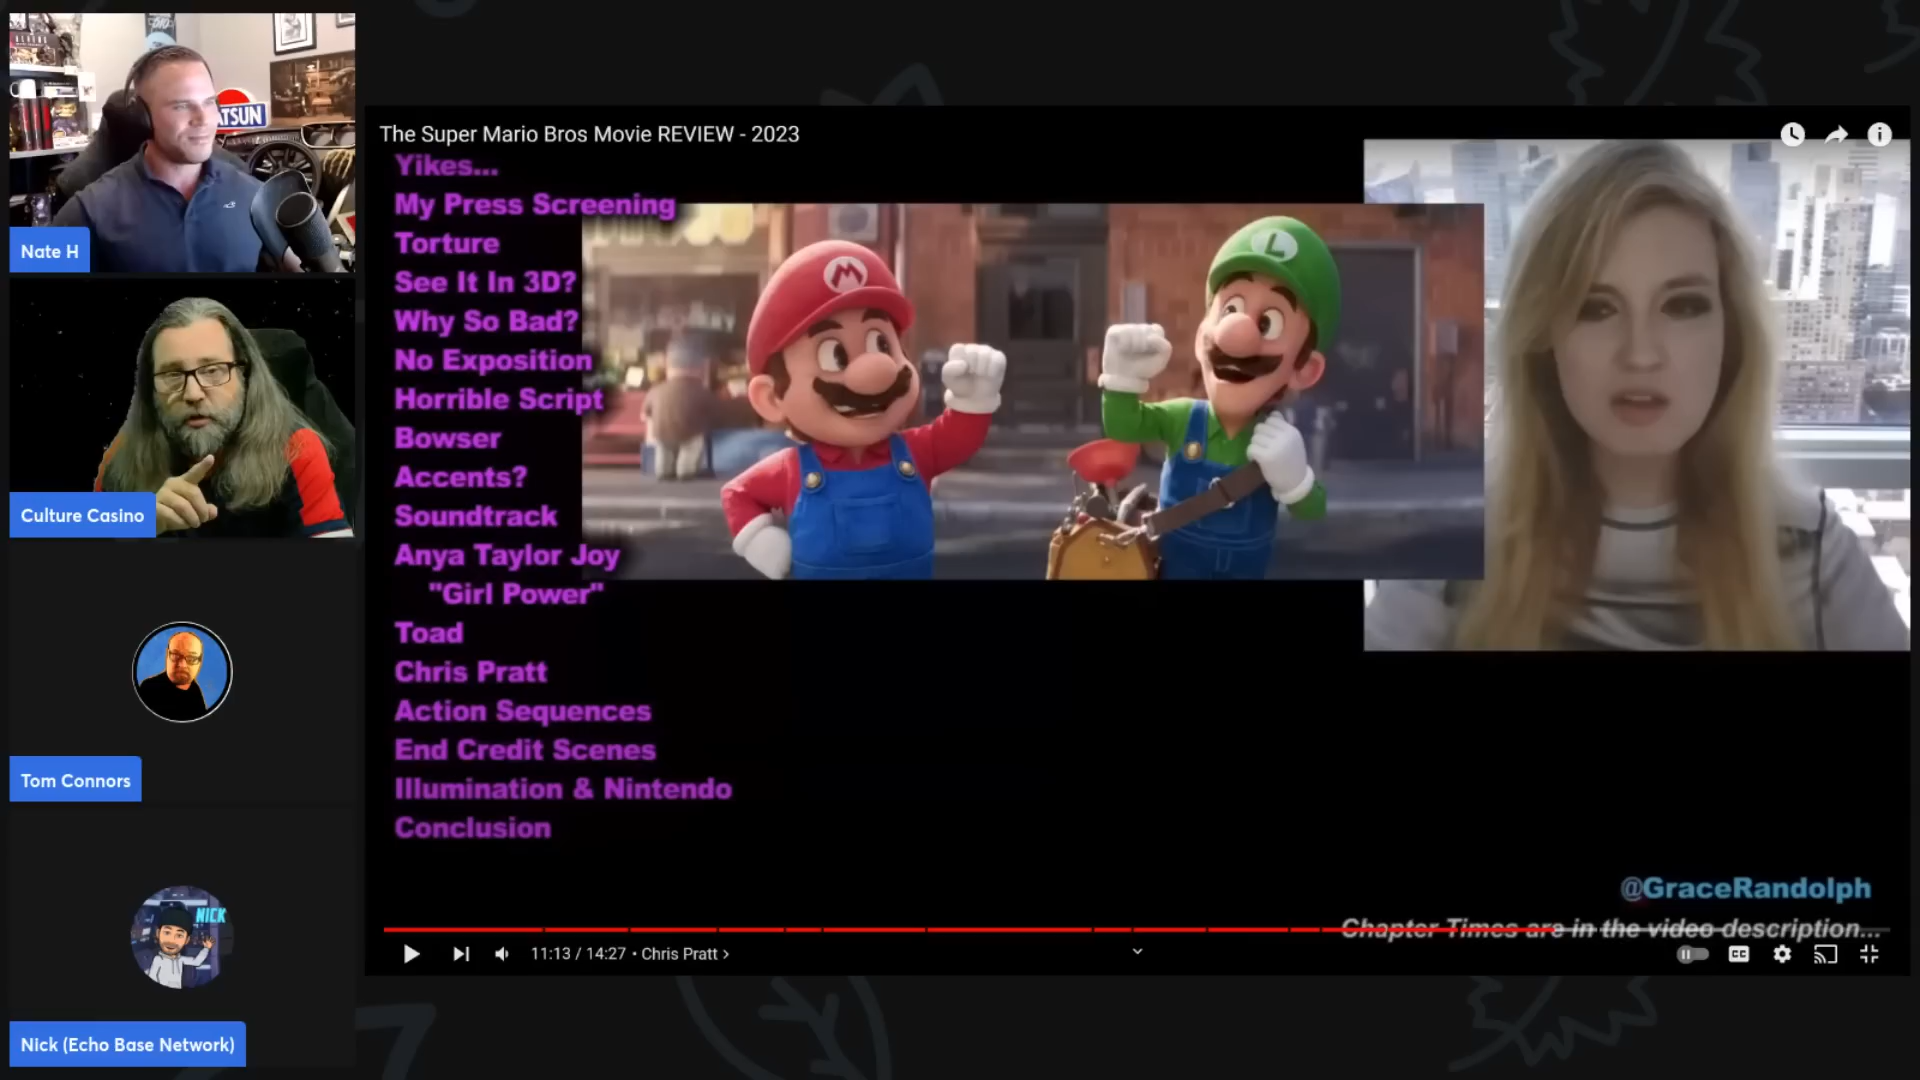 ATSUN
Nate H
Culture Casino
Tom Connors
NICK
Nick (Echo Base Network)
The Super Mario Bros Movie REVIEW - 2023
Yikes...
My Press Screening
Torture
See It In 3D?
Why So Bad?
No Exposition
Horrible Script
Bowser
Accents?
Soundtrack
Anya Taylor Joy
"Girl Power"
Toad
Chris Pratt
Action Sequences
End Credit Scenes
Illumination & Nintendo
Conclusion
M
L
@GraceRandolph
Chapter Times are in the video description...
11:13 / 14:27 • Chris Pratt ›
CC